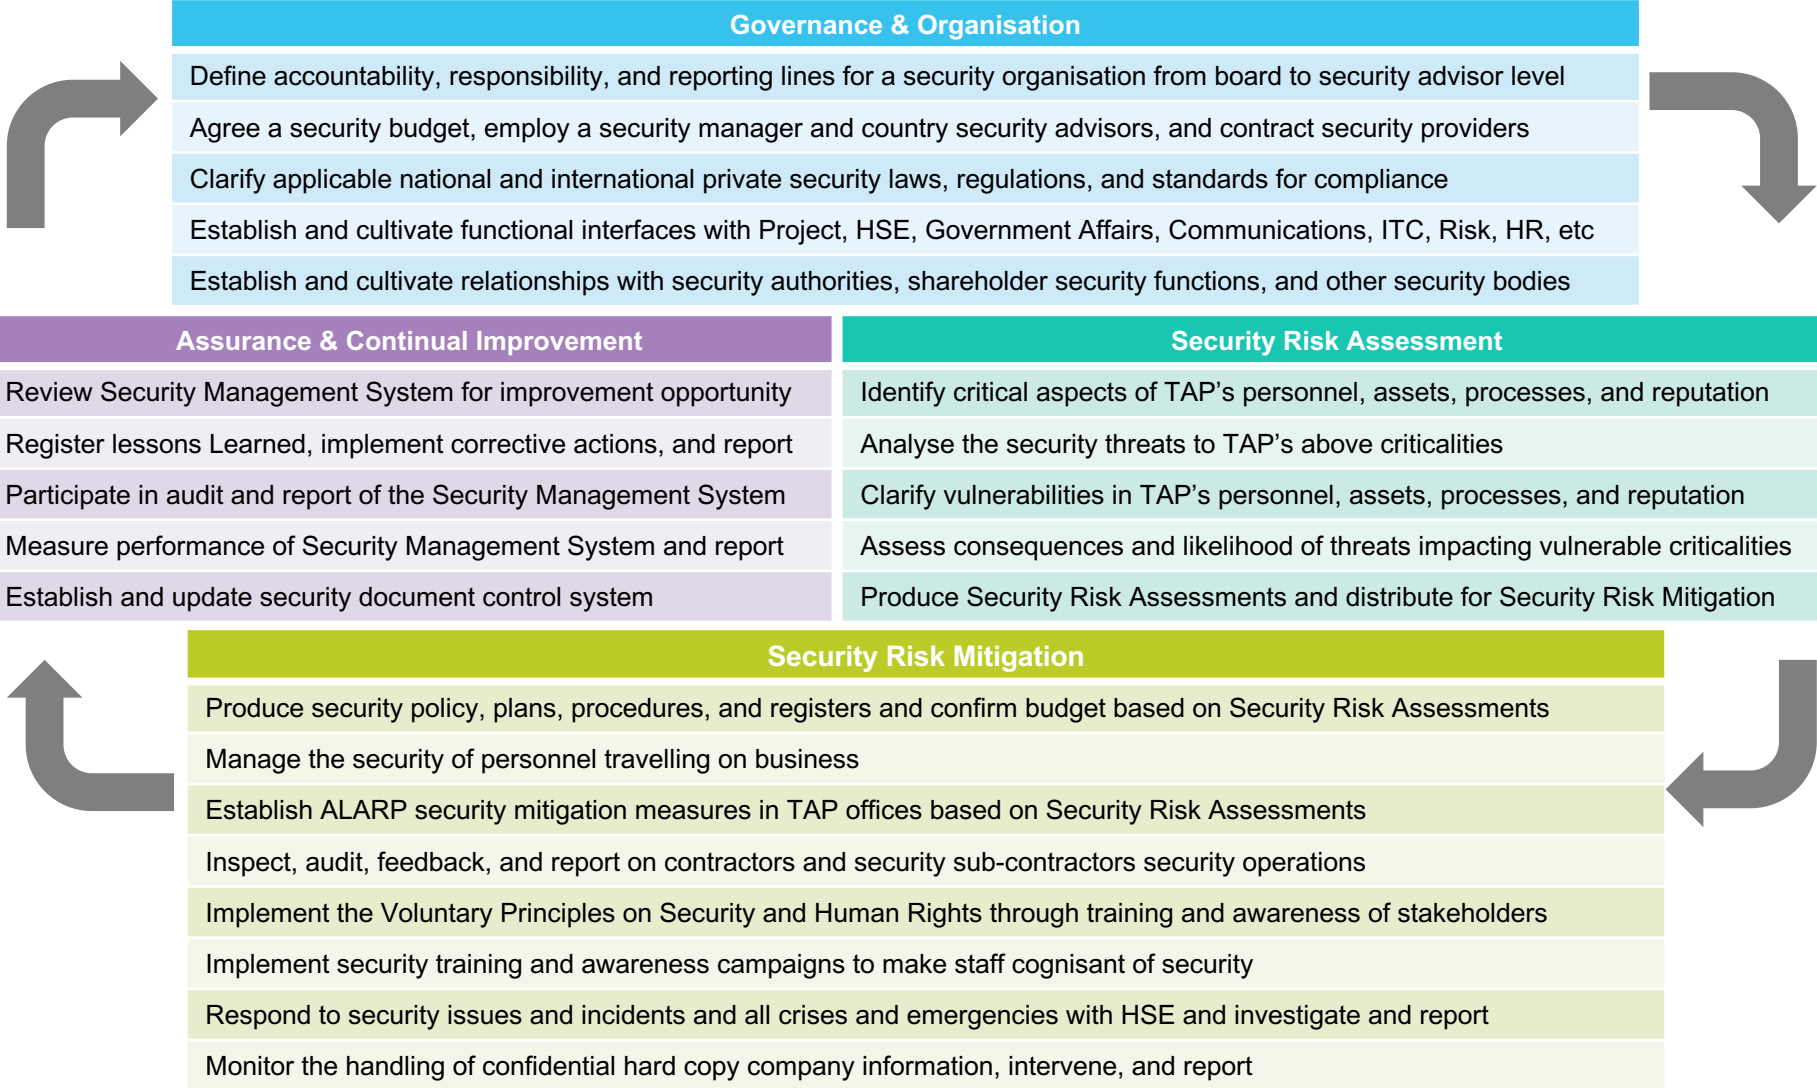 Governance & Organisation
Define accountability, responsibility, and reporting lines for a security organisation from board to security advisor level
Agree a security budget, employ a security manager and country security advisors, and contract security providers
Clarify applicable national and international private security laws, regulations, and standards for compliance
Establish and cultivate functional interfaces with Project, HSE, Government Affairs, Communications, ITC, Risk, HR, etc
Establish and cultivate relationships with security authorities, shareholder security functions, and other security bodies
Assurance & Continual Improvement
Review Security Management System for improvement opportunity
Register lessons Learned, implement corrective actions, and report
Participate in audit and report of the Security Management System
Measure performance of Security Management System and report
Establish and update security document control system
Security Risk Assessment
Identify critical aspects of TAP’s personnel, assets, processes, and reputation
Analyse the security threats to TAP’s above criticalities
Clarify vulnerabilities in TAP’s personnel, assets, processes, and reputation
Assess consequences and likelihood of threats impacting vulnerable criticalities
Produce Security Risk Assessments and distribute for Security Risk Mitigation
Security Risk Mitigation
Produce security policy, plans, procedures, and registers and confirm budget based on Security Risk Assessments
Manage the security of personnel travelling on business
Establish ALARP security mitigation measures in TAP offices based on Security Risk Assessments
Inspect, audit, feedback, and report on contractors and security sub-contractors security operations
Implement the Voluntary Principles on Security and Human Rights through training and awareness of stakeholders
Implement security training and awareness campaigns to make staff cognisant of security
Respond to security issues and incidents and all crises and emergencies with HSE and investigate and report
Monitor the handling of confidential hard copy company information, intervene, and report